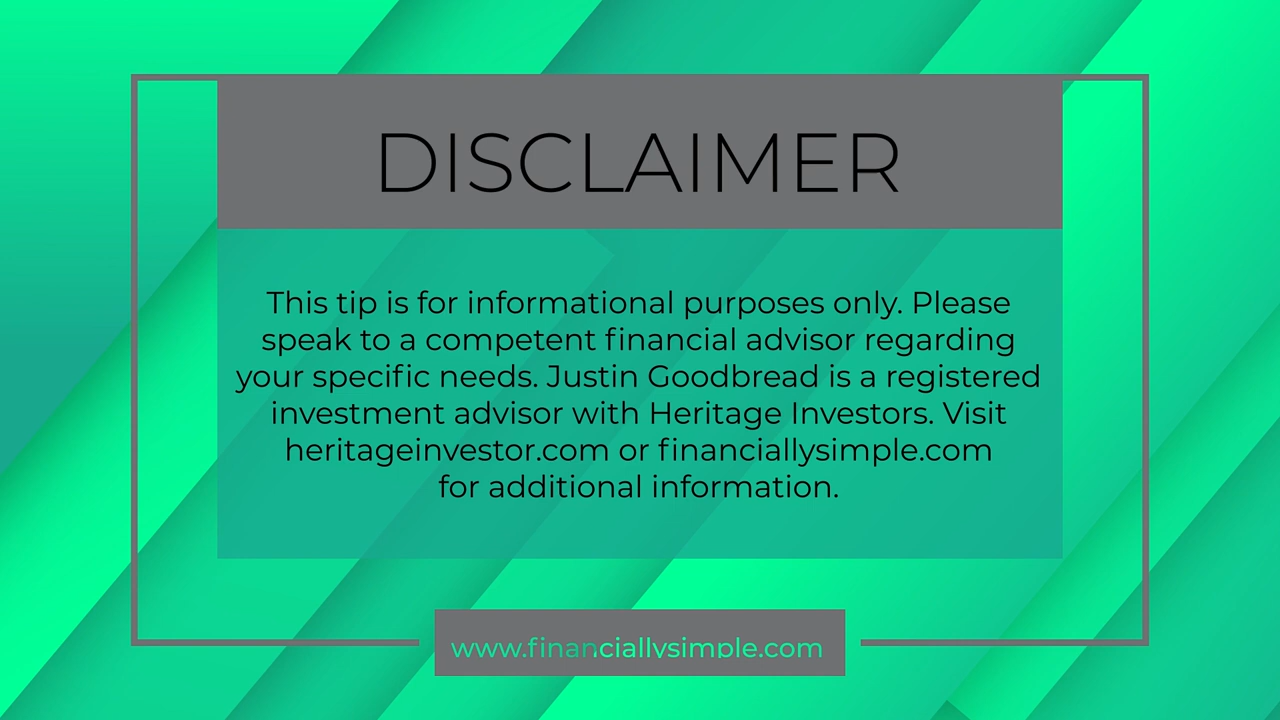 DISCLAIMER
This tip is for informational purposes only. Please
speak to a competent financial advisor regarding
your specific needs. Justin Goodbread is a registered
investment advisor with Heritage Investors. Visit
heritageinvestor.com or financiallysimple.com
for additional information.
www.financiallysimple.com